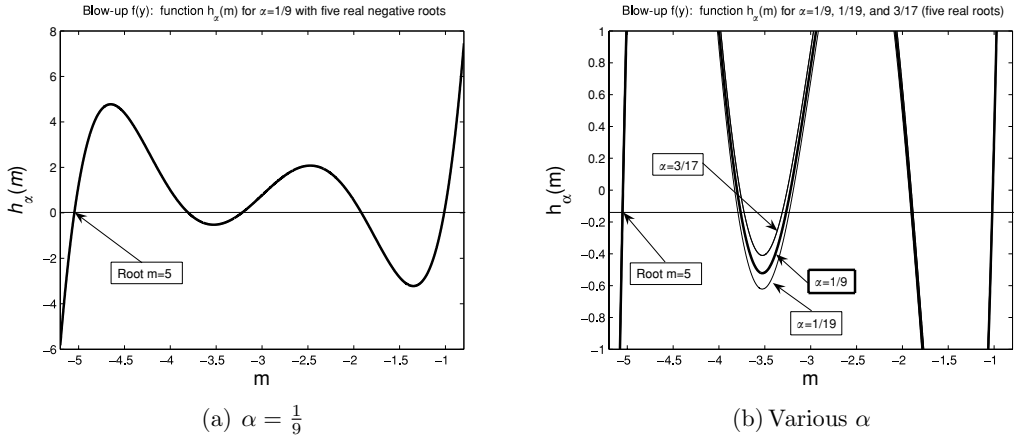 Blow-up f(y): function h_α(m) for α=1/9 with five real negative roots
8
6
4
2
0
−2
−4
−6
h_α(m)
Root m=5
−5 −4.5 −4 −3.5 −3 −2.5 −2 −1.5 −1
m
(a) α = 1/9
Blow-up f(y): function h_α(m) for α=1/9, 1/19, and 3/17 (five real roots)
1
0.8
0.6
0.4
0.2
0
−0.2
−0.4
−0.6
−0.8
−1
h_α(m)
α=3/17
Root m=5
α=1/9
α=1/19
−5 −4.5 −4 −3.5 −3 −2.5 −2 −1.5 −1
m
(b) Various α